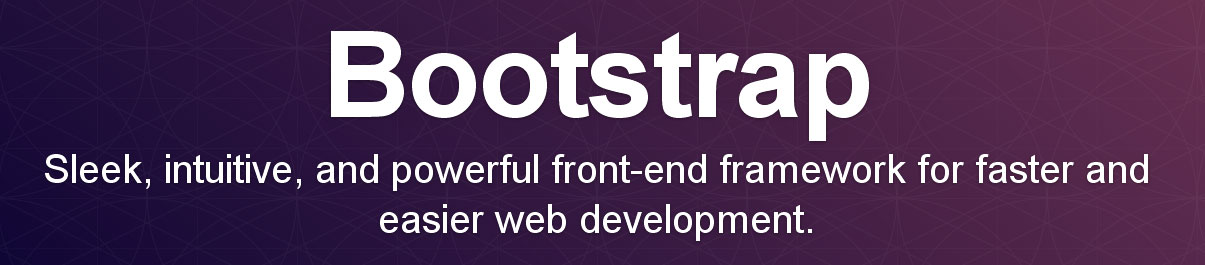 Bootstrap
Sleek, intuitive, and powerful front-end framework for faster and
easier web development.